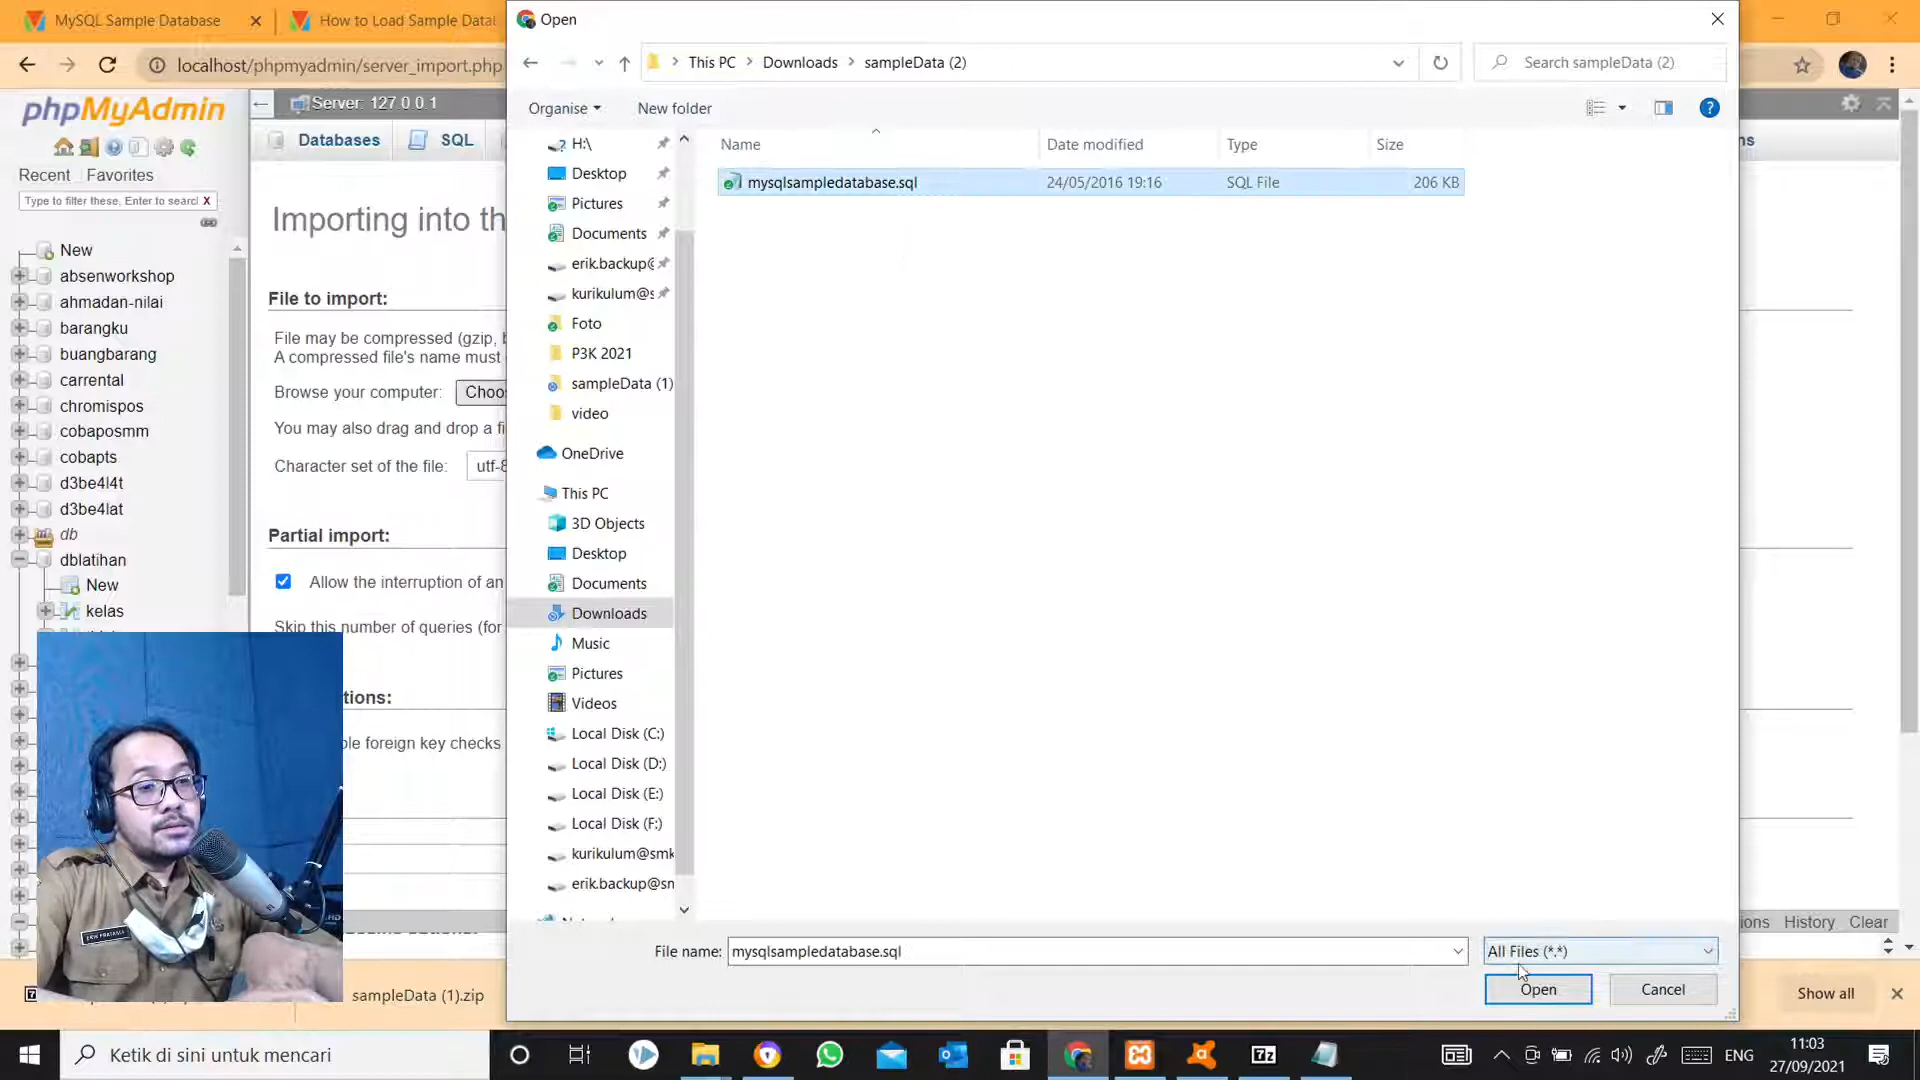 MySQL Sample Database
How to Load Sample Data
localhost/phpmyadmin/server_import.php
phpMyAdmin
Recent Favorites
Type to filter these, Enter to search X
New
absenworkshop
ahmadan-nilai
barangku
buangbarang
carrental
chromispos
cobaposmm
cobapts
d3be4l4t
d3be4lat
db
dblatihan
New
kelas
Server: 127 0 0 1
Databases
SQL
Importing into th
File to import:
File may be compressed (gzip, b
A compressed file's name must
Browse your computer: Choo
You may also drag and drop a fi
Character set of the file: utf-8
Partial import:
Allow the interruption of an
Skip this number of queries (for
tions:
ble foreign key checks
Open
This PC Downloads sampleData (2)
Search sampleData (2)
Organise
New folder
H:\
Desktop
Pictures
Documents
erik.backup@
kurikulum@s
Foto
P3K 2021
sampleData (1)
video
OneDrive
This PC
3D Objects
Desktop
Documents
Downloads
Music
Pictures
Videos
Local Disk (C:)
Local Disk (D:)
Local Disk (E:)
Local Disk (F:)
kurikulum@smk
erik.backup@sm
Name Date modified Type Size
mysqlsampledatabase.sql 24/05/2016 19:16 SQL File 206 KB
File name: mysqlsampledatabase.sql
All Files (*.*)
Open
Cancel
ns
ions History Clear
sampleData (1).zip
Show all
Ketik di sini untuk mencari
7z
ENG
11:03
27/09/2021